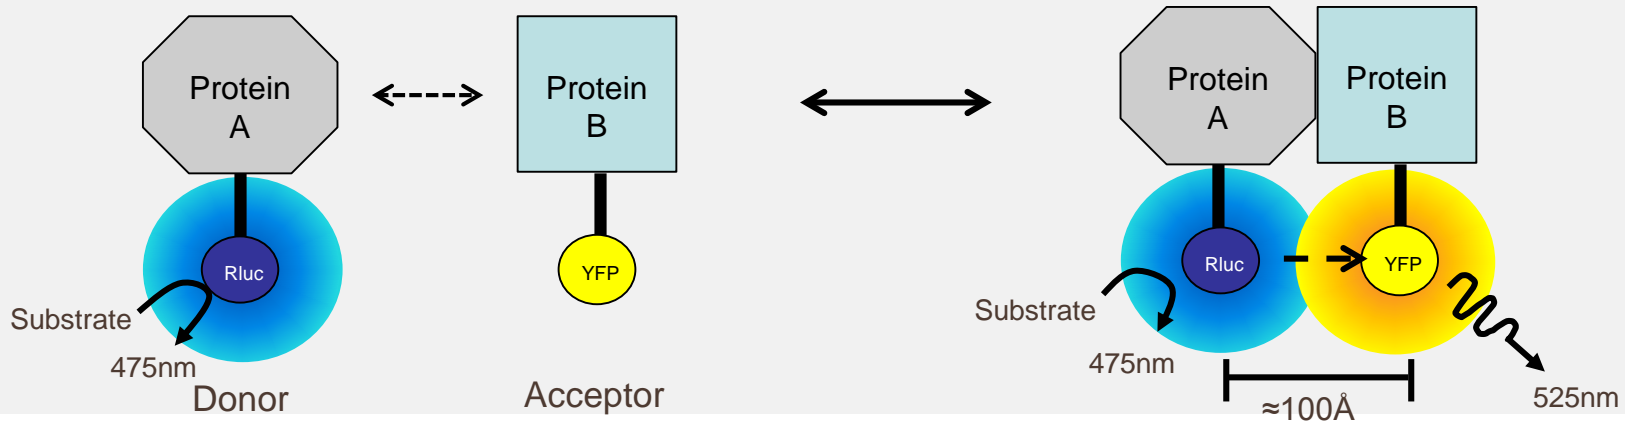 Protein
A
Protein
B
Rluc
YFP
Substrate
475nm
Donor
Acceptor
Protein
A
Protein
B
Rluc
YFP
Substrate
475nm
≈100Å
525nm